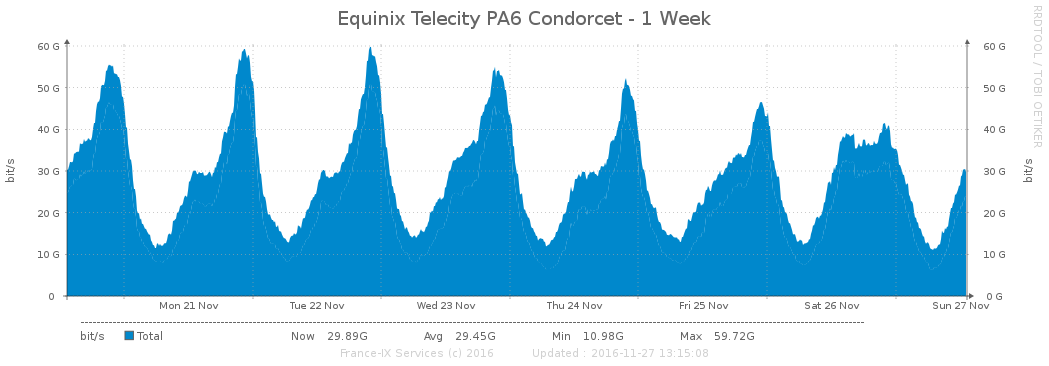 Equinix Telecity PA6 Condorcet - 1 Week
RRDTOOL / TOBI OETIKER
60 G 60 G
50 G 50 G
40 G 40 G
30 G 30 G
20 G 20 G
10 G 10 G
0 0 G
bit/s bit/s
Mon 21 Nov Tue 22 Nov Wed 23 Nov Thu 24 Nov Fri 25 Nov Sat 26 Nov Sun 27 Nov
bit/s Total Now 29.89G Avg 29.45G Min 10.98G Max 59.72G
France-IX Services (c) 2016 Updated : 2016-11-27 13:15:08